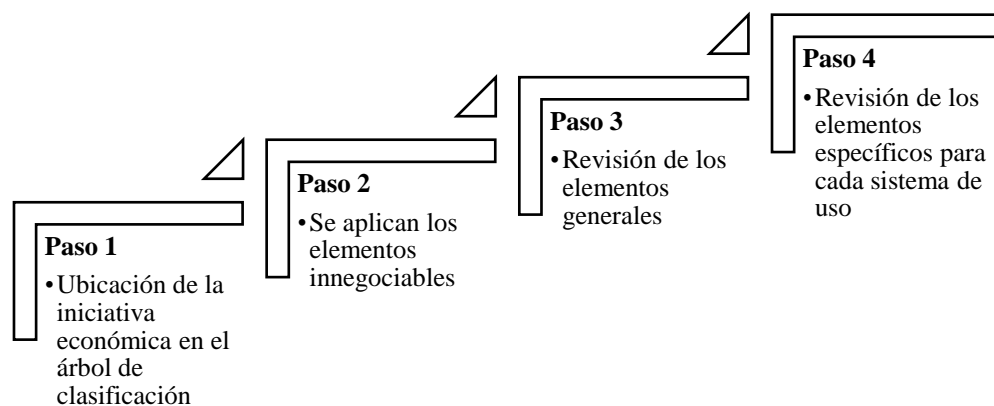 Paso 1
•Ubicación de la
iniciativa
económica en el
árbol de
clasificación
Paso 2
•Se aplican los
elementos
innegociables
Paso 3
•Revisión de los
elementos
generales
Paso 4
•Revisión de los
elementos
específicos para
cada sistema de
uso